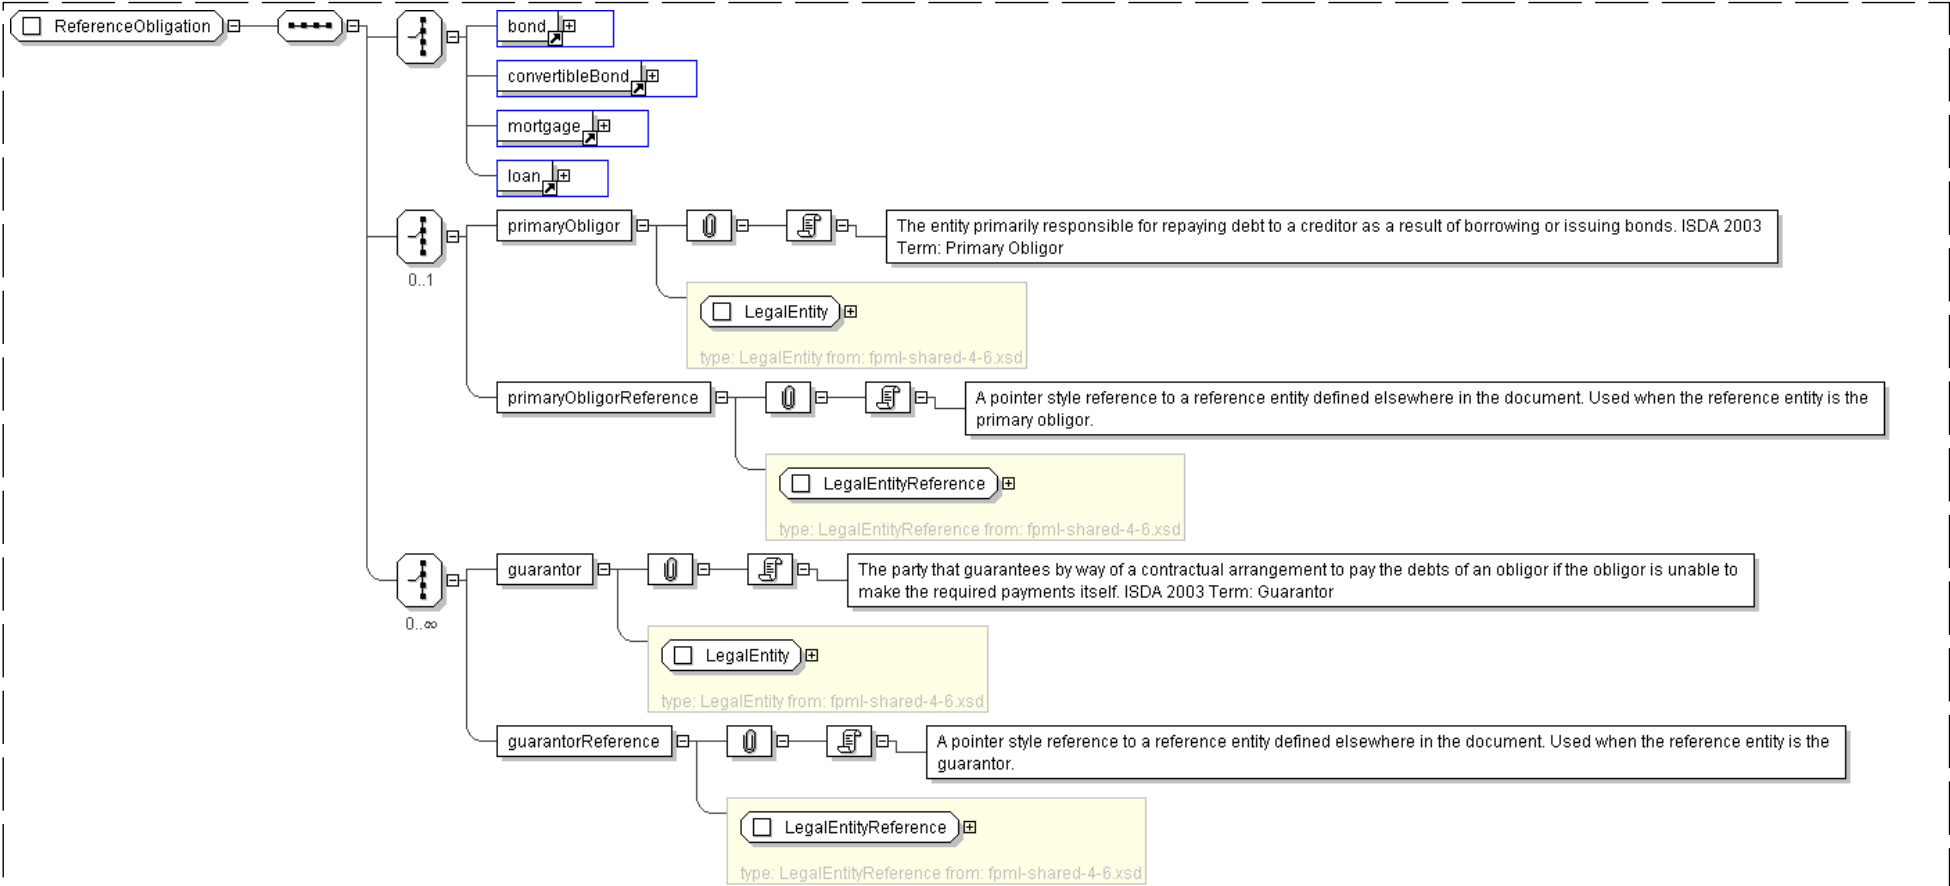 ReferenceObligation
bond
convertibleBond
mortgage
loan
0..1
primaryObligor
The entity primarily responsible for repaying debt to a creditor as a result of borrowing or issuing bonds. ISDA 2003
Term: Primary Obligor
LegalEntity
type: LegalEntity from: fpml-shared-4-6.xsd
primaryObligorReference
A pointer style reference to a reference entity defined elsewhere in the document. Used when the reference entity is the
primary obligor.
LegalEntityReference
type: LegalEntityReference from: fpml-shared-4-6.xsd
0..∞
guarantor
The party that guarantees by way of a contractual arrangement to pay the debts of an obligor if the obligor is unable to
make the required payments itself. ISDA 2003 Term: Guarantor
LegalEntity
type: LegalEntity from: fpml-shared-4-6.xsd
guarantorReference
A pointer style reference to a reference entity defined elsewhere in the document. Used when the reference entity is the
guarantor.
LegalEntityReference
type: LegalEntityReference from: fpml-shared-4-6.xsd